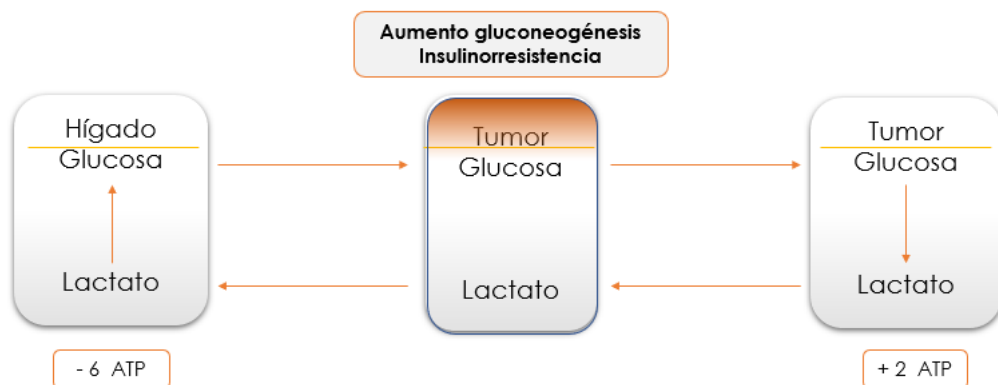 Aumento gluconeogénesis
Insulinorresistencia
Hígado
Glucosa
Lactato
- 6 ATP
Tumor
Glucosa
Lactato
Tumor
Glucosa
Lactato
+ 2 ATP